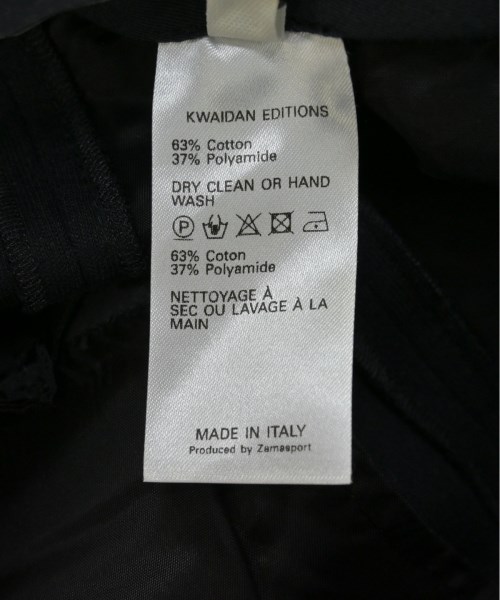 KWAIDAN EDITIONS
63% Cotton
37% Polyamide
DRY CLEAN OR HAND
WASH
P
63% Coton
37% Polyamide
NETTOYAGE À
SEC OU LAVAGE À LA
MAIN
MADE IN ITALY
Produced by Zamasport